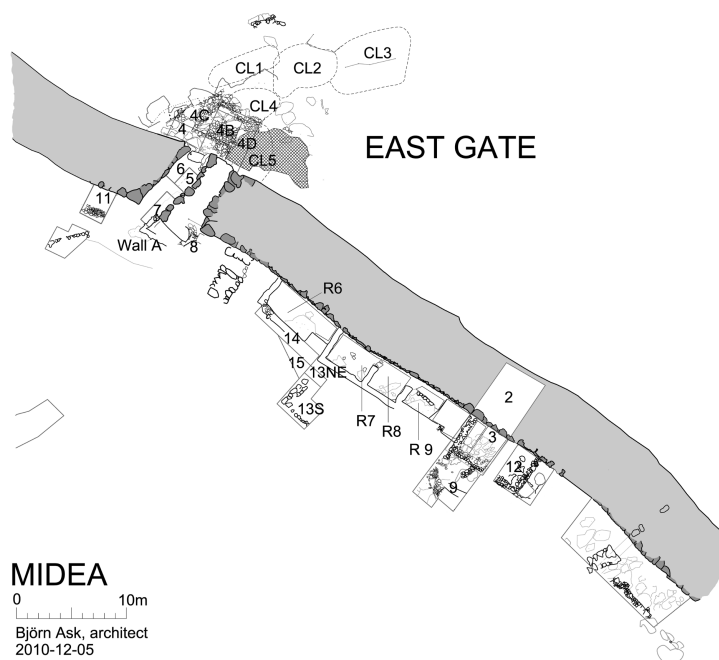 CL1
CL2
CL3
CL4
4C
4
4B
4D
CL5
EAST GATE
6
5
11
7
Wall A
8
R6
14
15
13NE
13S
R7
R8
R 9
2
3
12
9
MIDEA
0 10m
Björn Ask, architect
2010-12-05